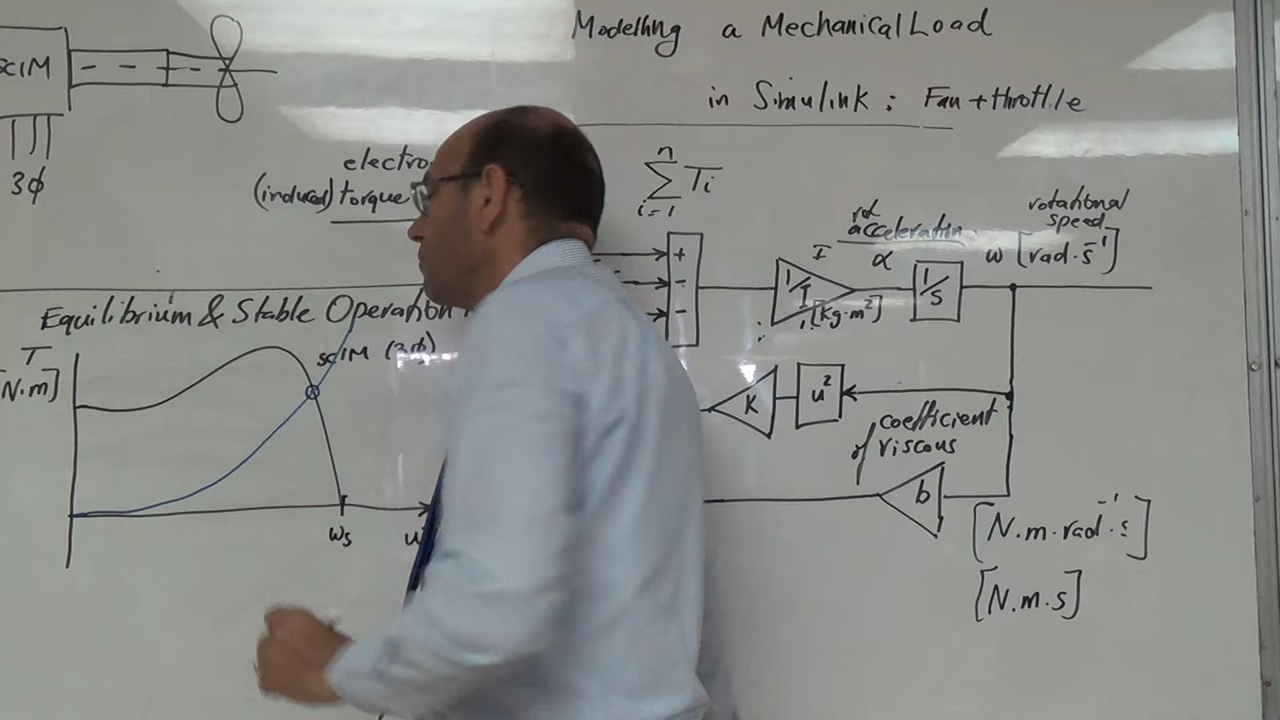 Modelling a Mechanical Load
in Simulink : Fan + throttle
SCIM
3ϕ
electro
(induced) torque
n
∑ Ti
i=1
+
-
-
1/I
I
[kg·m²]
rot
acceleration
α
1/s
rotational
speed
ω [rad·s⁻¹]
K
u²
coefficient
of viscous
b
[N.m.rad⁻¹·s]
[N.m.s]
Equilibrium & Stable Operation
T
[N.m]
SCIM (3ϕ)
ωs